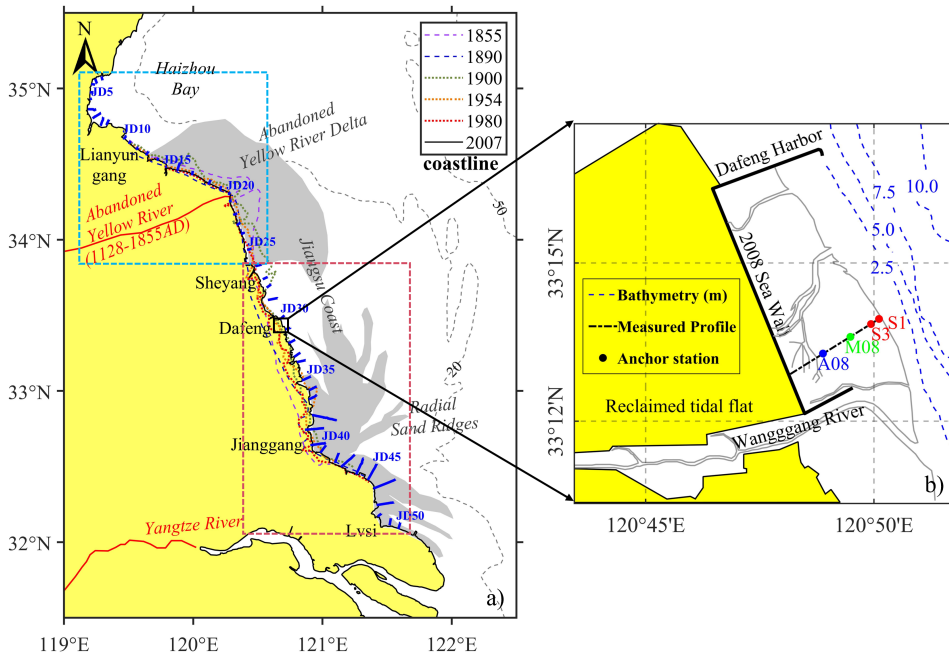 N
Haizhou
Bay
1855
1890
1900
1954
1980
2007
coastline
35°N
34°N
33°N
32°N
119°E
120°E
121°E
122°E
JD5
JD10
JD15
JD20
JD25
JD30
JD35
JD40
JD45
JD50
Lianyun
gang
Abandoned
Yellow River Delta
Abandoned
Yellow River
(1128-1855AD)
Jiangsu Coast
Sheyang
Dafeng
Jianggang
Radial
Sand Ridges
Lvsi
Yangtze River
-50
-20
a)
Dafeng Harbor
2008 Sea Wall
10.0
7.5
5.0
2.5
33°15'N
33°12'N
Bathymetry (m)
Measured Profile
Anchor station
S1
S3
M08
A08
Reclaimed tidal flat
Wangggang River
b)
120°45'E
120°50'E